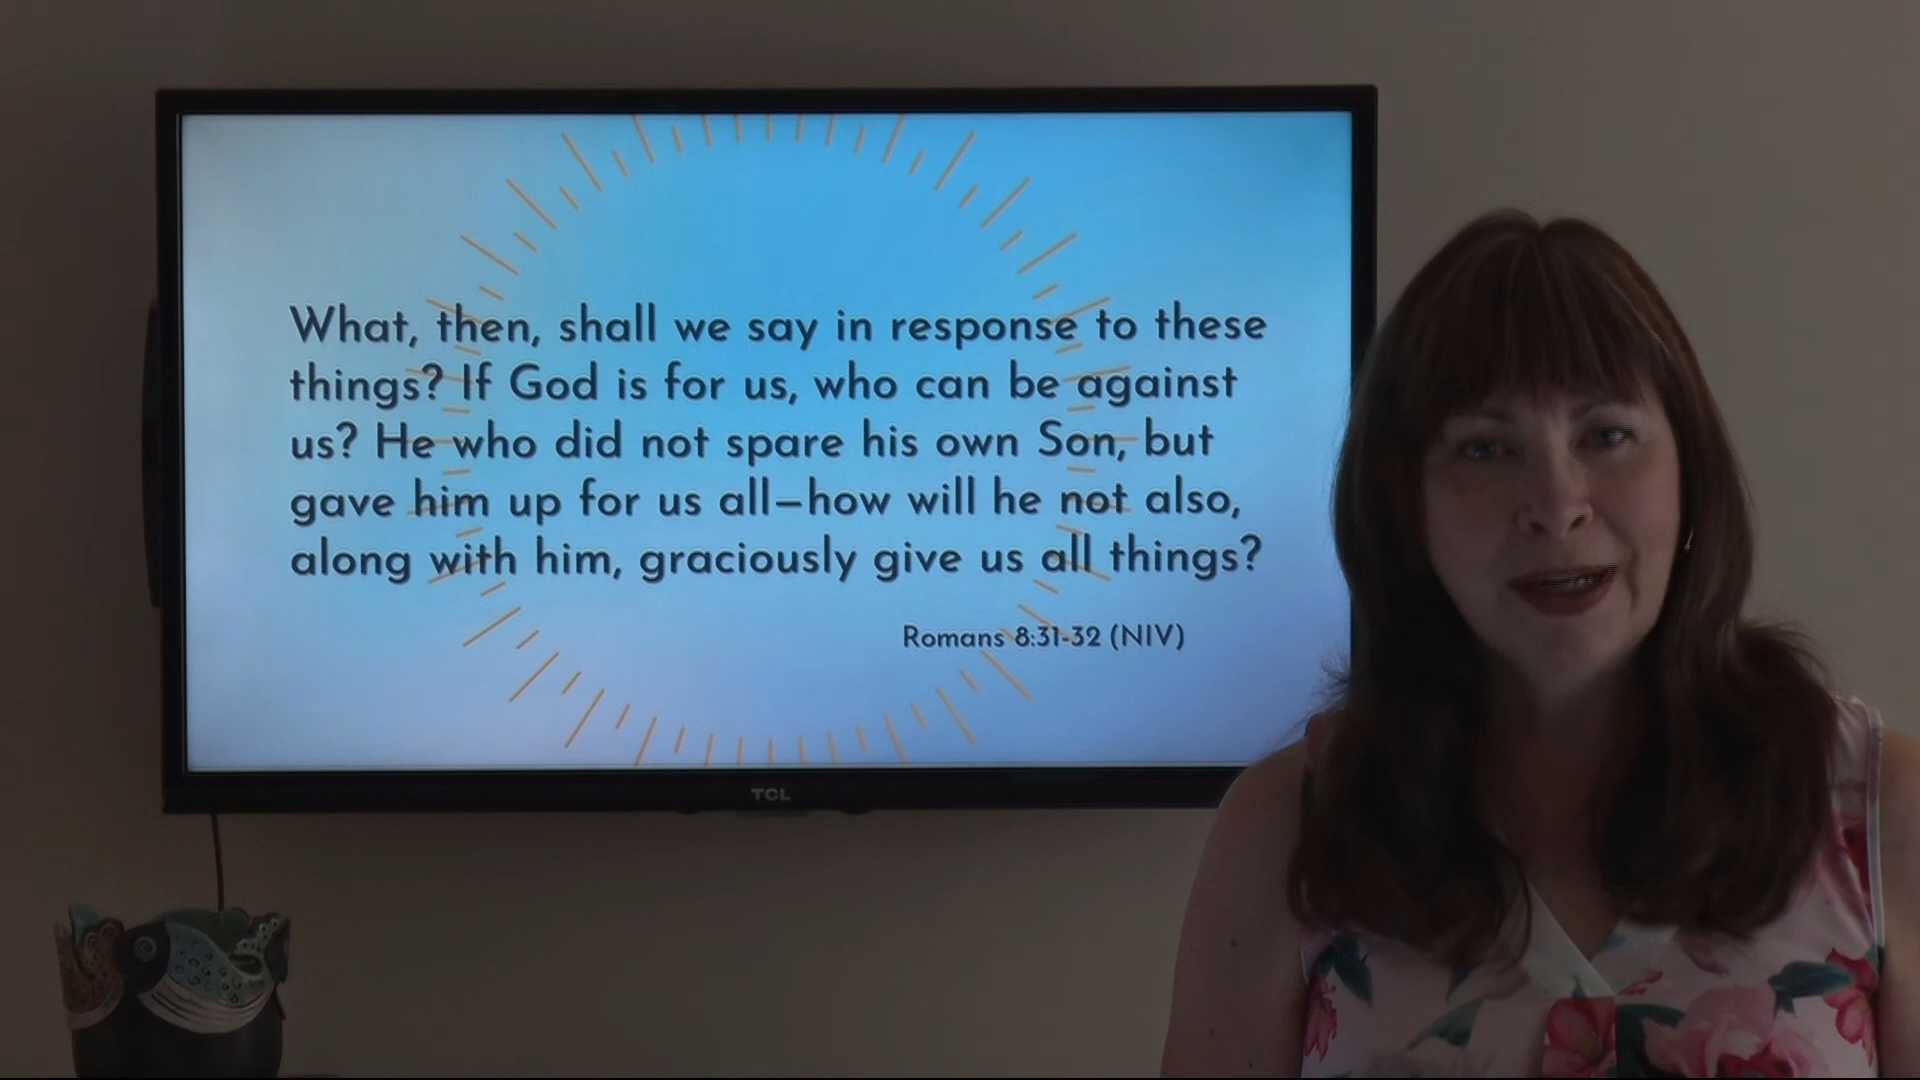 What, then, shall we say in response to these
things? If God is for us, who can be against
us? He who did not spare his own Son, but
gave him up for us all—how will he not also,
along with him, graciously give us all things?
Romans 8:31-32 (NIV)
TCL